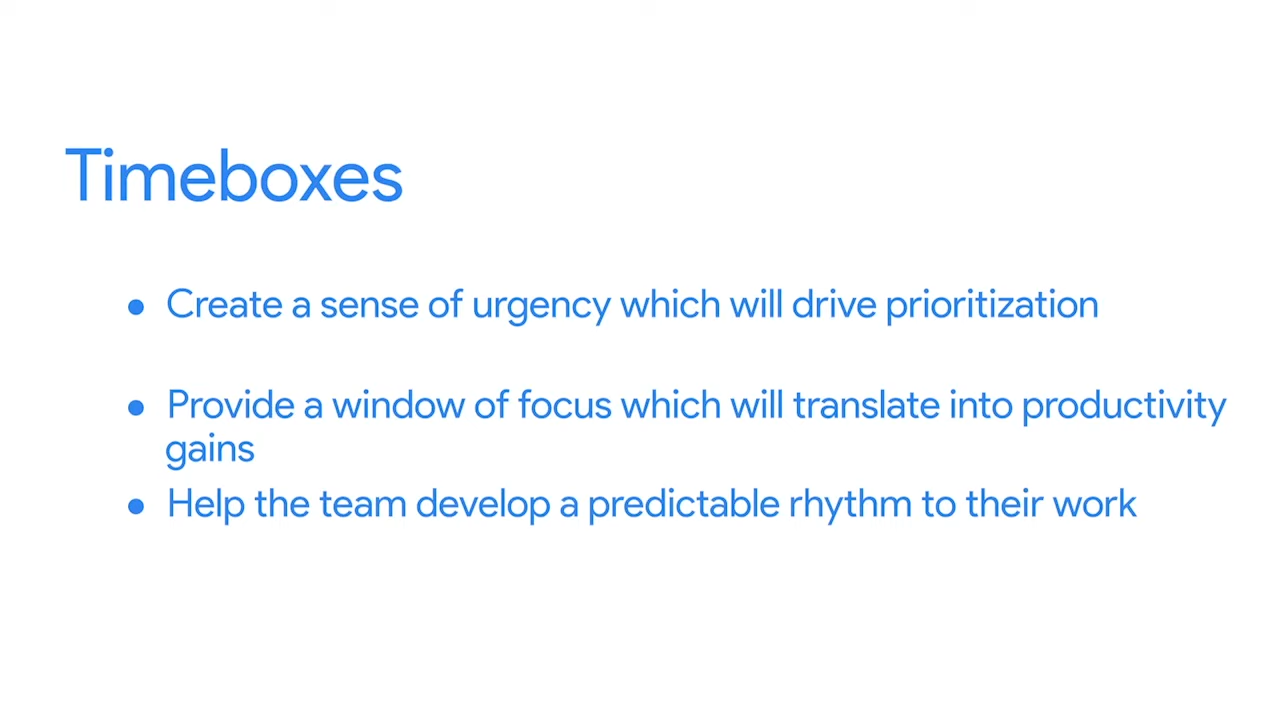 Timeboxes
● Create a sense of urgency which will drive prioritization
● Provide a window of focus which will translate into productivity
gains
● Help the team develop a predictable rhythm to their work